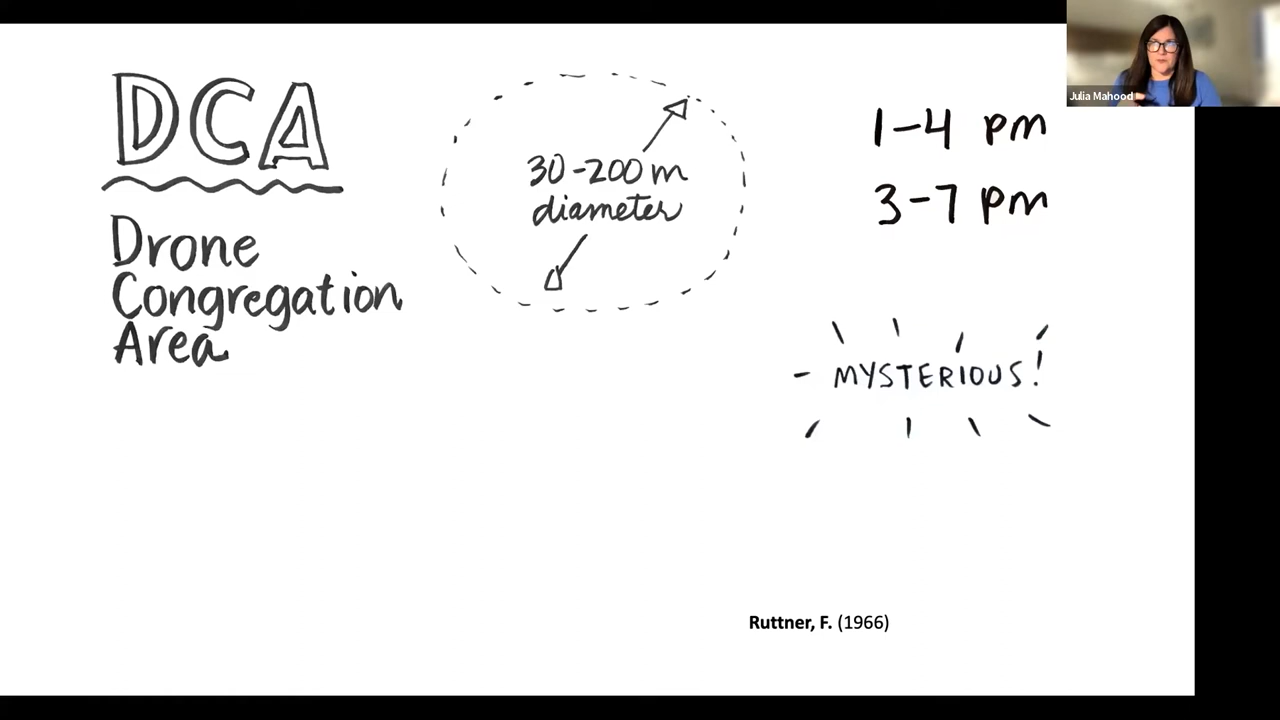 DCA
Drone
Congregation
Area
30-200 m
diameter
1-4 pm
3-7 pm
MYSTERIOUS!
Ruttner, F. (1966)
Julia Mahood